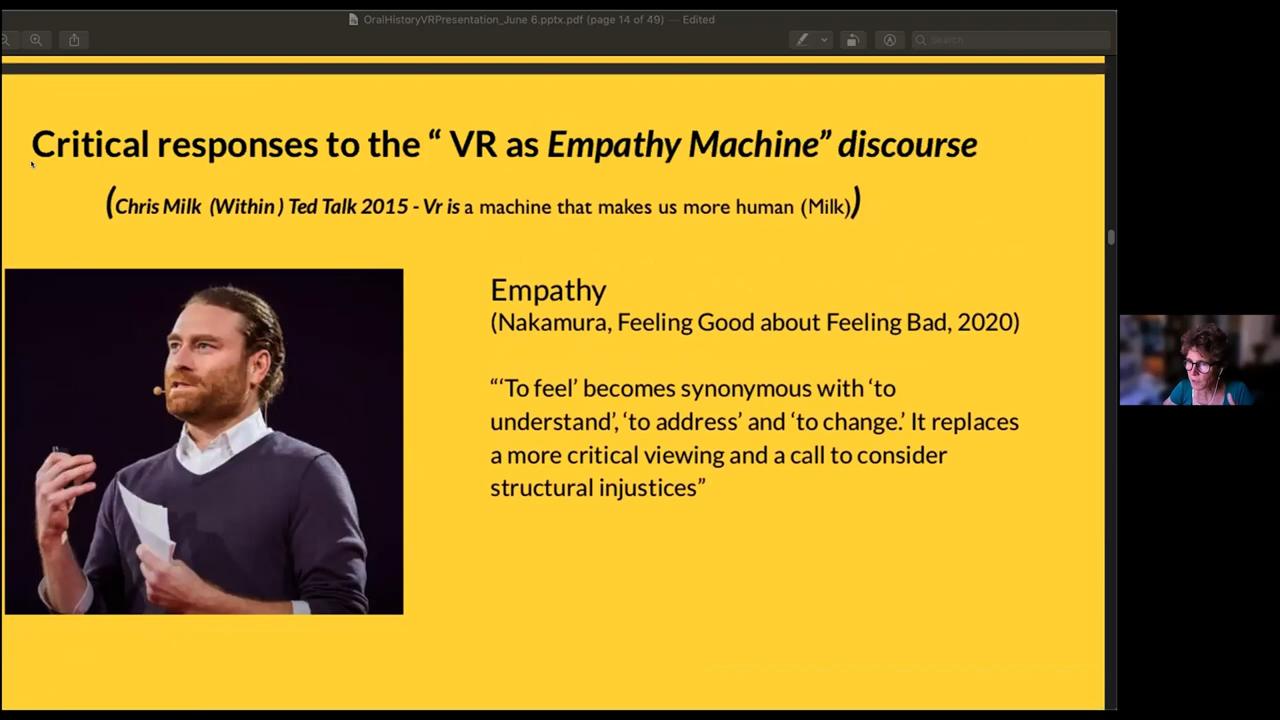 OralHistoryVRPresentation_June 6.pptx.pdf (page 14 of 49) — Edited
Search
Critical responses to the “ VR as Empathy Machine” discourse
(Chris Milk (Within ) Ted Talk 2015 - Vr is a machine that makes us more human (Milk))
Empathy
(Nakamura, Feeling Good about Feeling Bad, 2020)
“‘To feel’ becomes synonymous with ‘to
understand’, ‘to address’ and ‘to change.’ It replaces
a more critical viewing and a call to consider
structural injustices”